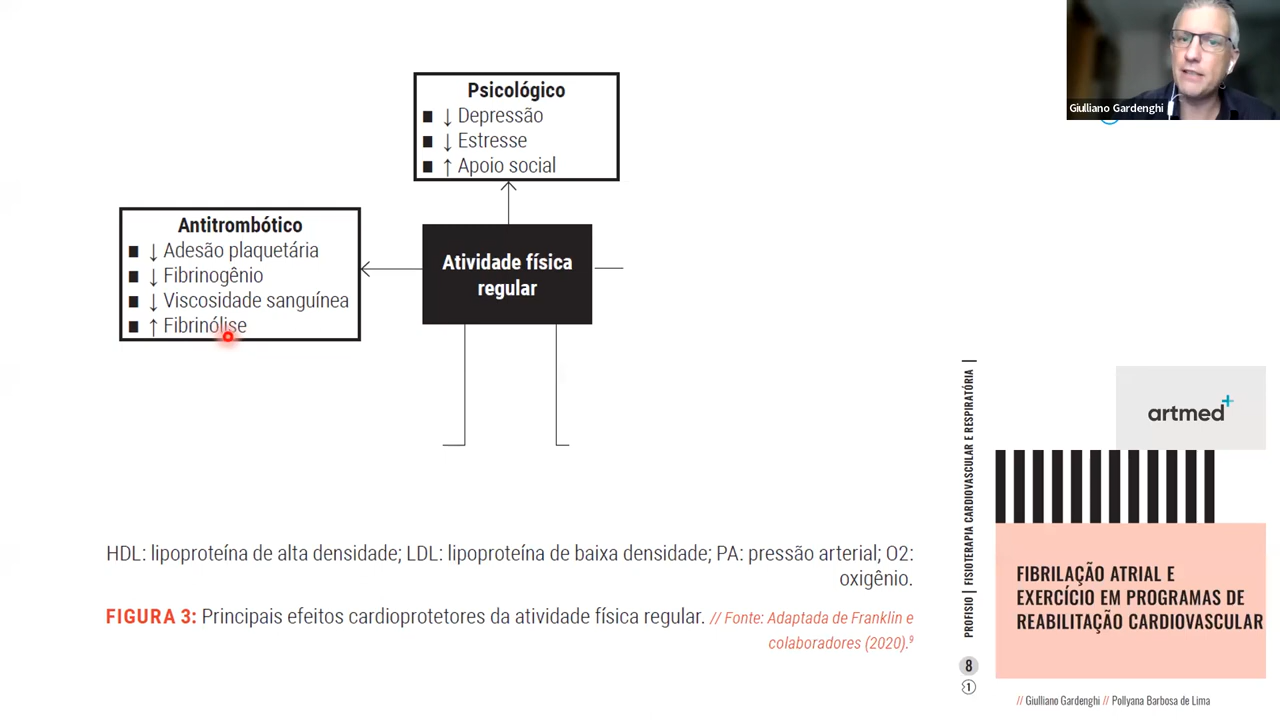 Giulliano Gardenghi
Psicológico
■ ↓ Depressão
■ ↓ Estresse
■ ↑ Apoio social
Antitrombótico
■ ↓ Adesão plaquetária
■ ↓ Fibrinogênio
■ ↓ Viscosidade sanguínea
■ ↑ Fibrinólise
Atividade física
regular
HDL: lipoproteína de alta densidade; LDL: lipoproteína de baixa densidade; PA: pressão arterial; O2:
oxigênio.
FIGURA 3: Principais efeitos cardioprotetores da atividade física regular. // Fonte: Adaptada de Franklin e
colaboradores (2020).⁹
PROFISIO | FISIOTERAPIA CARDIOVASCULAR E RESPIRATÓRIA |
8
1
artmed+
FIBRILAÇÃO ATRIAL E
EXERCÍCIO EM PROGRAMAS DE
REABILITAÇÃO CARDIOVASCULAR
// Giulliano Gardenghi // Pollyana Barbosa de Lima